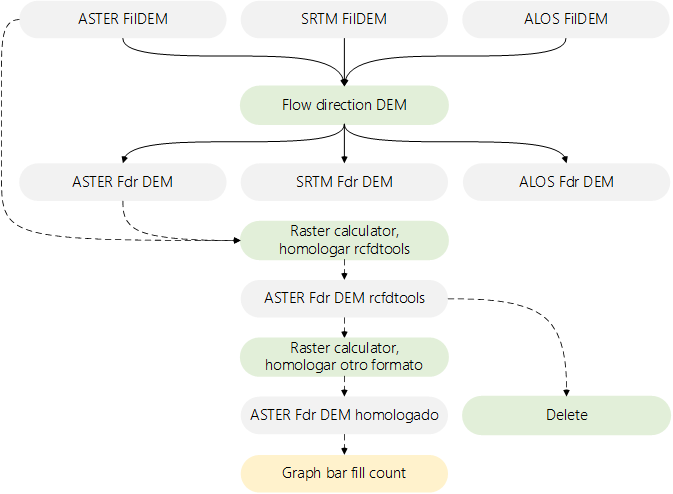 ASTER FilDEM
SRTM FilDEM
ALOS FilDEM
Flow direction DEM
ASTER Fdr DEM
SRTM Fdr DEM
ALOS Fdr DEM
Raster calculator,
homologar rcfdtools
ASTER Fdr DEM rcfdtools
Raster calculator,
homologar otro formato
ASTER Fdr DEM homologado
Delete
Graph bar fill count